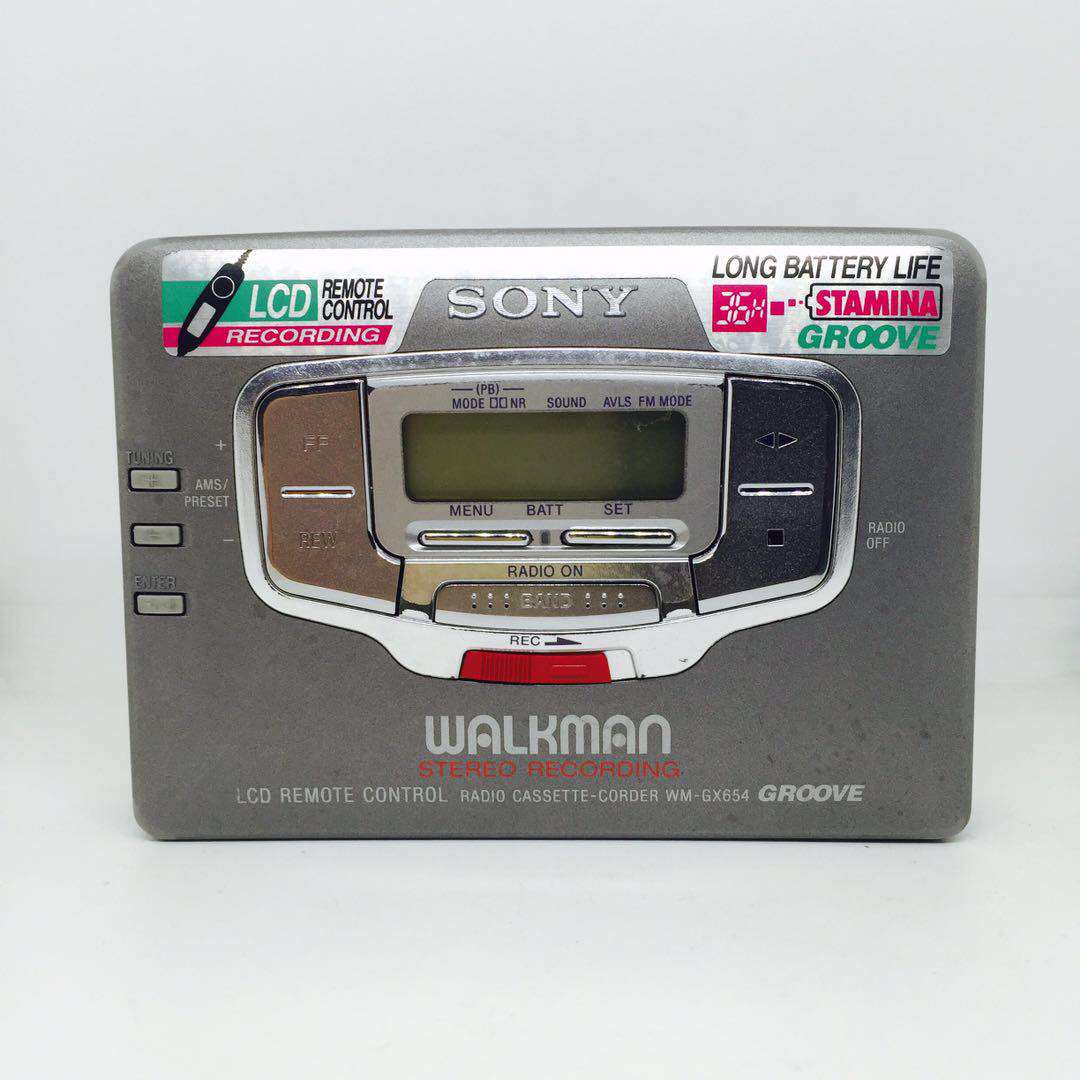 LCD REMOTE CONTROL
RECORDING
SONY
LONG BATTERY LIFE
36H STAMINA
GROOVE
(PB)
MODE NR SOUND AVLS FM MODE
FF
REW
TUNING
+
+
AMS/
PRESET
-
-
ENTER
MENU BATT SET
RADIO ON
BAND
REC
RADIO
OFF
WALKMAN
STEREO RECORDING
LCD REMOTE CONTROL RADIO CASSETTE-CORDER WM-GX654 GROOVE